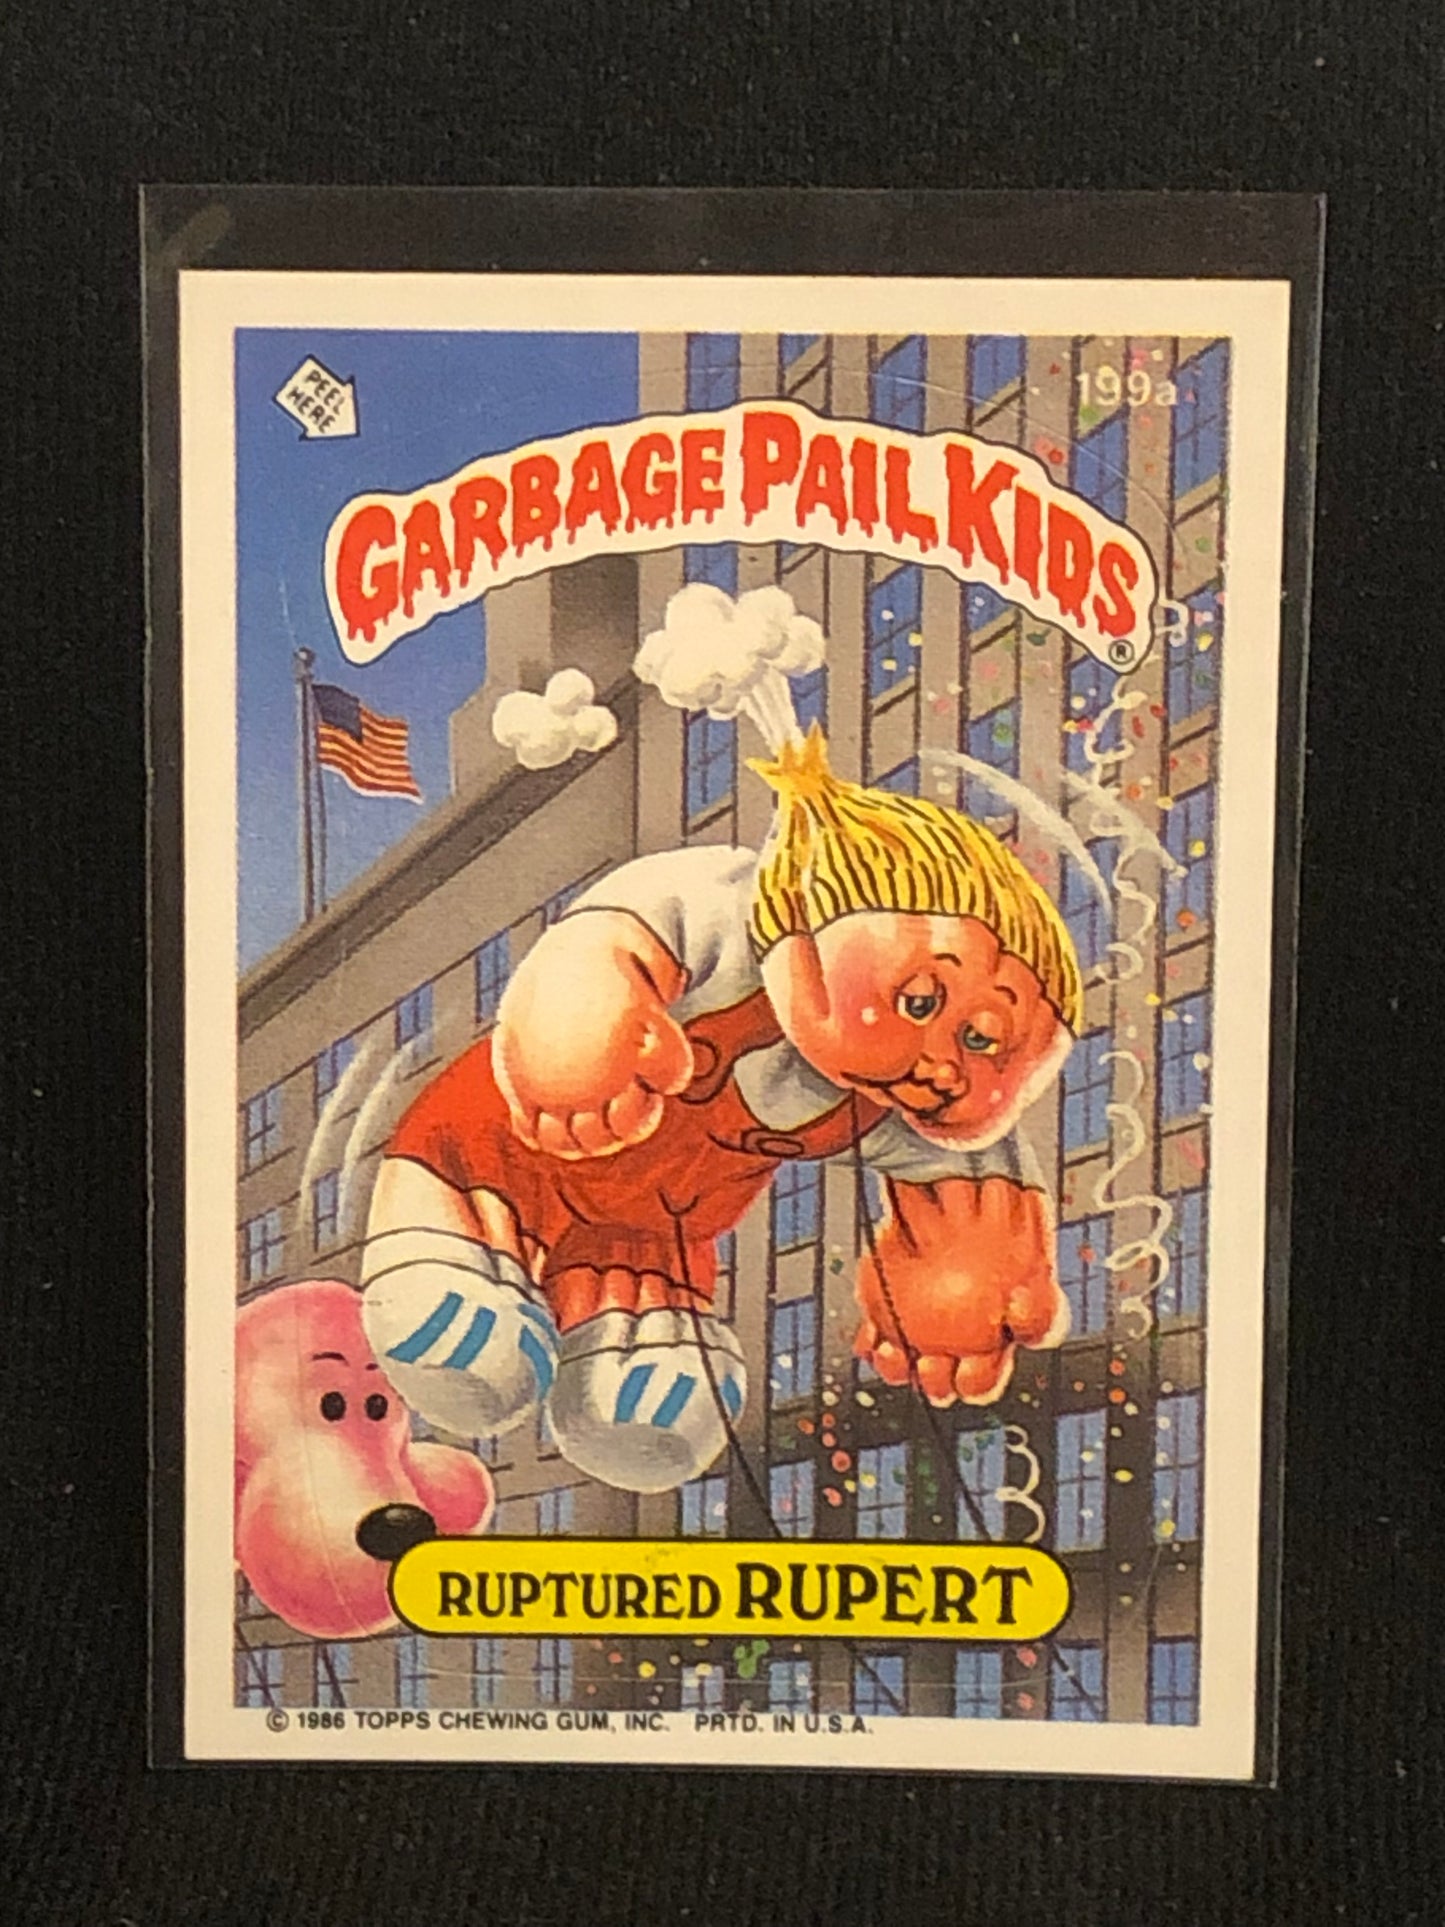 PEEL
HERE
199a
GARBAGE PAIL KIDS
®
RUPTURED RUPERT
© 1986 TOPPS CHEWING GUM, INC. PRTD. IN U.S.A.